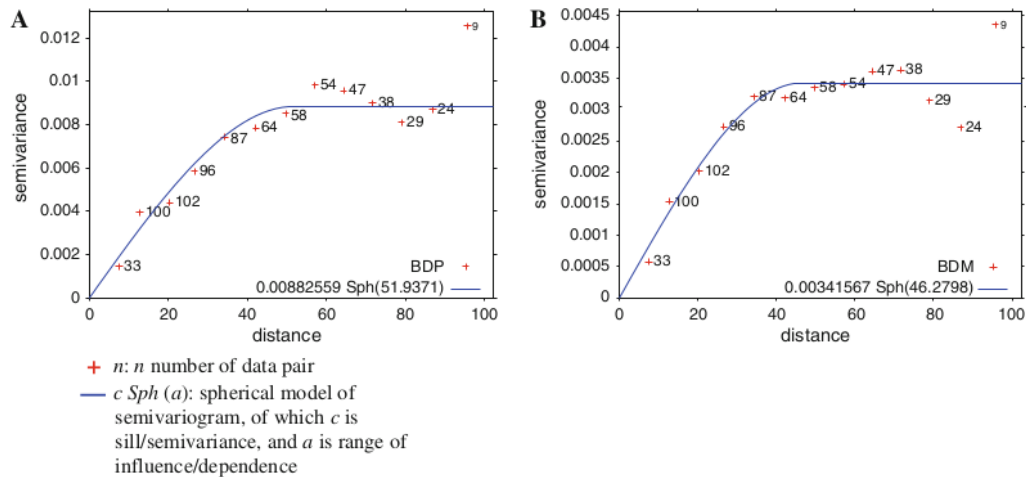 A
0.012
0.01
0.008
0.006
0.004
0.002
0
semivariance
9
54
47
38
24
29
58
64
87
96
102
100
33
BDP
0.00882559 Sph(51.9371)
0 20 40 60 80 100
distance
B
0.0045
0.004
0.0035
0.003
0.0025
0.002
0.0015
0.001
0.0005
0
semivariance
9
47
38
54
58
87
64
29
24
96
102
100
33
BDM
0.00341567 Sph(46.2798)
0 20 40 60 80 100
distance
n: n number of data pair
c Sph (a): spherical model of
semivariogram, of which c is
sill/semivariance, and a is range of
influence/dependence